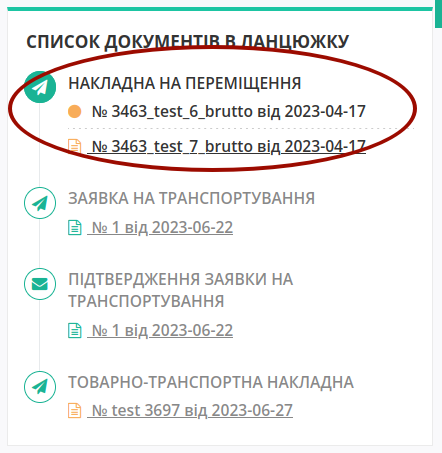 СПИСОК ДОКУМЕНТІВ В ЛАНЦЮЖКУ
НАКЛАДНА НА ПЕРЕМІЩЕННЯ
№ 3463_test_6_brutto від 2023-04-17
№ 3463_test_7_brutto від 2023-04-17
ЗАЯВКА НА ТРАНСПОРТУВАННЯ
№ 1 від 2023-06-22
ПІДТВЕРДЖЕННЯ ЗАЯВКИ НА
ТРАНСПОРТУВАННЯ
№ 1 від 2023-06-22
ТОВАРНО-ТРАНСПОРТНА НАКЛАДНА
№ test 3697 від 2023-06-27